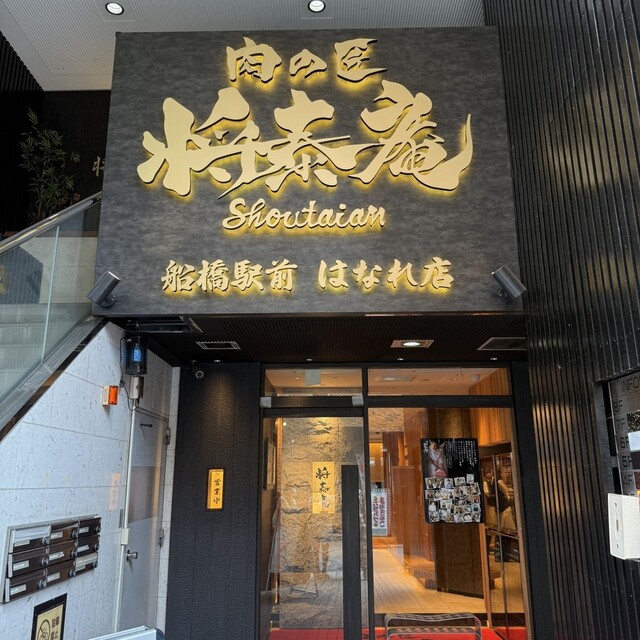 肉の匠
将泰庵
Shoutaian
船橋駅前 はなれ店
将泰庵
営業中